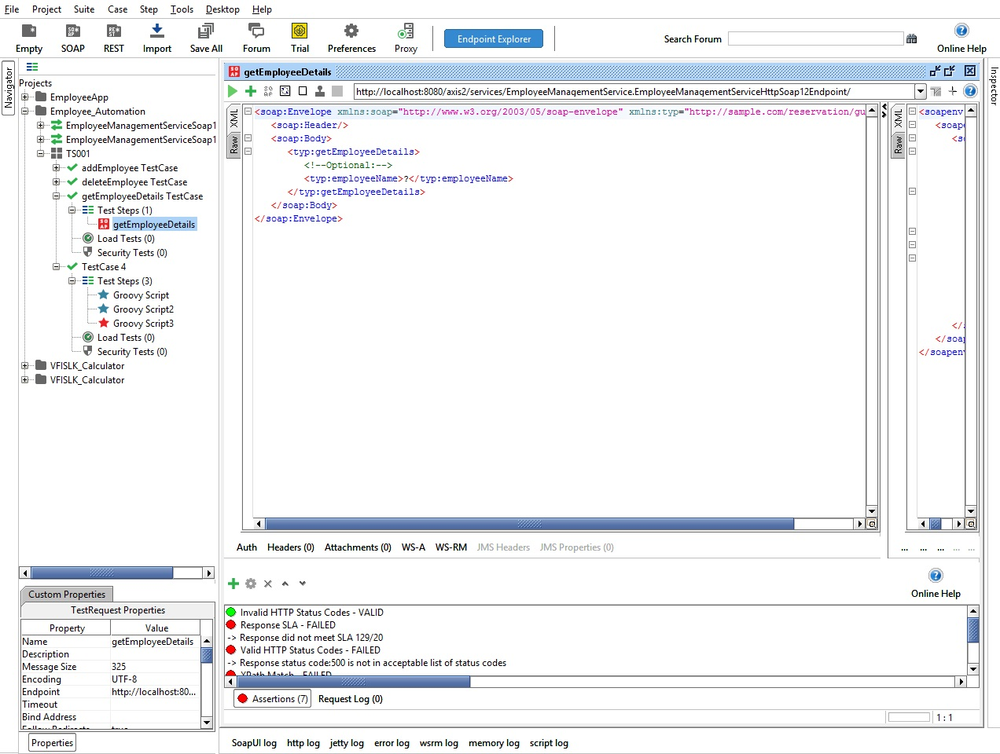 File Project Suite Case Step Tools Desktop Help
Empty SOAP REST Import Save All Forum Trial Preferences Proxy Endpoint Explorer Search Forum Online Help
Navigator
Projects
EmployeeApp
Employee_Automation
EmployeeManagementServiceSoap1
EmployeeManagementServiceSoap1
TS001
addEmployee TestCase
deleteEmployee TestCase
getEmployeeDetails TestCase
Test Steps (1)
getEmployeeDetails
Load Tests (0)
Security Tests (0)
TestCase 4
Test Steps (3)
Groovy Script
Groovy Script2
Groovy Script3
Load Tests (0)
Security Tests (0)
VFISLK_Calculator
VFISLK_Calculator
Custom Properties
TestRequest Properties
Property Value
Name getEmployeeDetails
Description
Message Size 325
Encoding UTF-8
Endpoint http://localhost:80...
Timeout
Bind Address
Follow Redirects true
Properties
getEmployeeDetails
http://localhost:8080/axis2/services/EmployeeManagementService.EmployeeManagementServiceHttpSoap12Endpoint/
XML
Raw
<soap:Envelope xmlns:soap="http://www.w3.org/2003/05/soap-envelope" xmlns:typ="http://sample.com/reservation/gu
<soap:Header/>
<soap:Body>
<typ:getEmployeeDetails>
<!--Optional:-->
<typ:employeeName>?</typ:employeeName>
</typ:getEmployeeDetails>
</soap:Body>
</soap:Envelope>
XML
Raw
<soapenv
<soape
<so
</s
</soap
</soapenv
Auth Headers (0) Attachments (0) WS-A WS-RM JMS Headers JMS Properties (0)
... ... ... ... ...
Online Help
Invalid HTTP Status Codes - VALID
Response SLA - FAILED
-> Response did not meet SLA 129/20
Valid HTTP Status Codes - FAILED
-> Response status code:500 is not in acceptable list of status codes
XPath Match - FAILED
Assertions (7) Request Log (0)
1 : 1
SoapUI log http log jetty log error log wsrm log memory log script log
Inspector